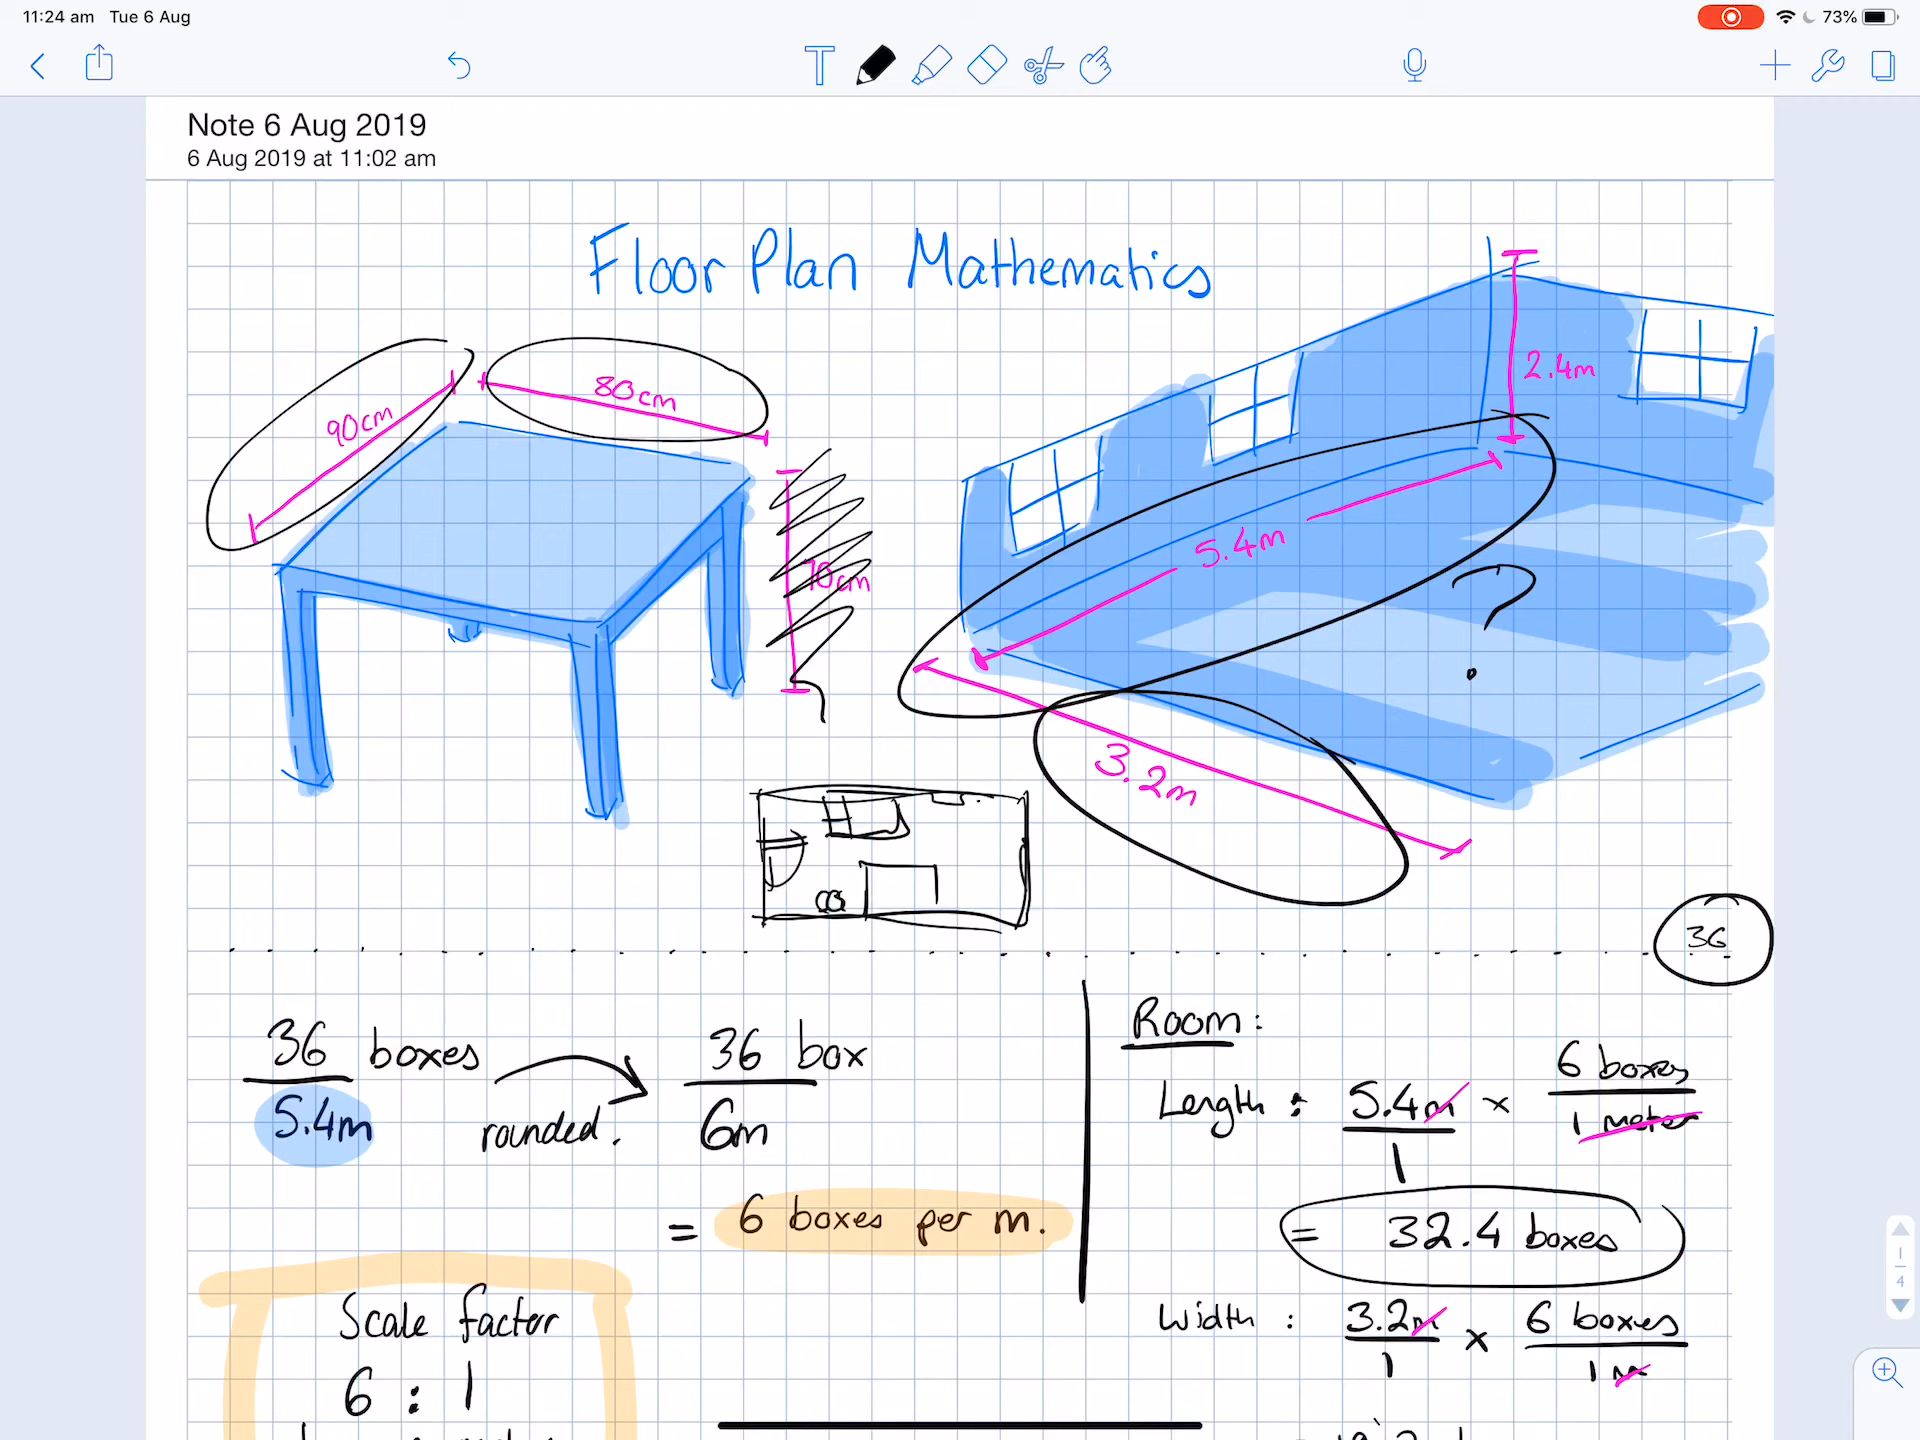 11:24 am Tue 6 Aug
73%
Note 6 Aug 2019
6 Aug 2019 at 11:02 am
Floor Plan Mathematics
90cm
80cm
70cm
2.4m
5.4m
?
3.2m
36
36 boxes
5.4m
rounded.
36 box
6m
= 6 boxes per m.
Scale factor
6 : 1
Room:
Length : 5.4m × 6 boxes
1 1 meter
= 32.4 boxes
Width : 3.2m × 6 boxes
1 1 m
1
4